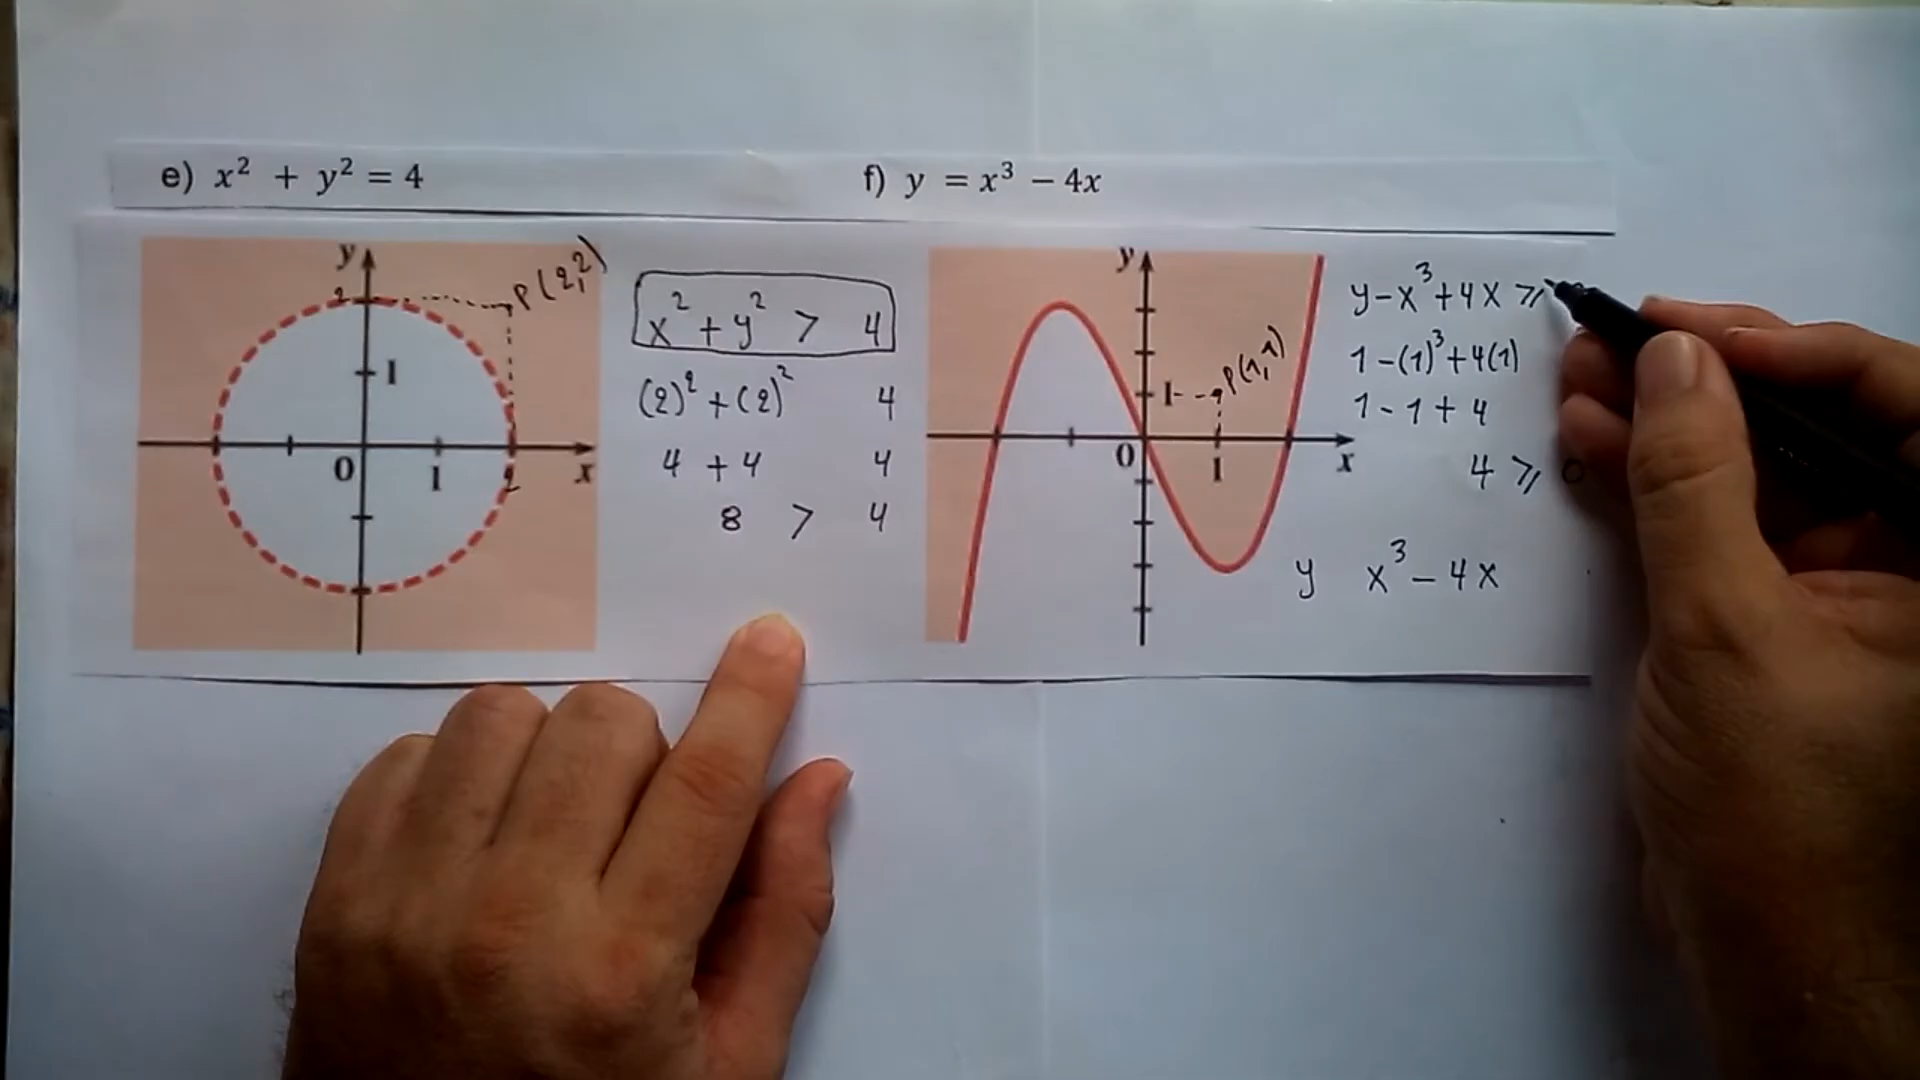 e) x² + y² = 4
f) y = x³ − 4x
y
2
P(2,2)
1
0
1
2
x
x² + y² > 4
(2)² + (2)² 4
4 + 4 4
8 > 4
y
1
P(1,1)
0
1
x
y − x³ + 4x ⩾
1 − (1)³ + 4(1)
1 − 1 + 4
4 ⩾ 0
y x³ − 4x